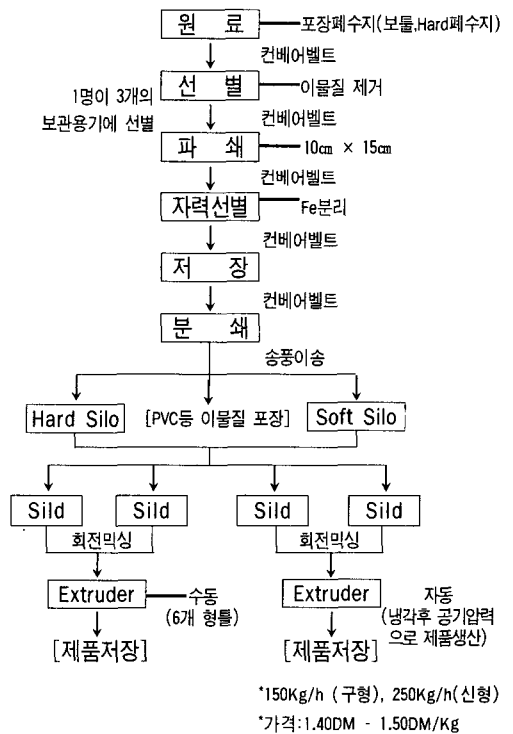 원 료
포장폐수지(보틀,Hard폐수지)
컨베어벨트
1명이 3개의
보관용기에 선별
선 별
이물질 제거
컨베어벨트
파 쇄
10㎝ × 15㎝
컨베어벨트
자력선별
Fe분리
컨베어벨트
저 장
컨베어벨트
분 쇄
송풍이송
Hard Silo
[PVC등 이물질 포장]
Soft Silo
Sild
Sild
Sild
Sild
회전믹싱
회전믹싱
Extruder
수동
(6개 형틀)
Extruder
자동
(냉각후 공기압력
으로 제품생산)
[제품저장]
[제품저장]
*150Kg/h (구형), 250Kg/h(신형)
*가격:1.40DM - 1.50DM/Kg